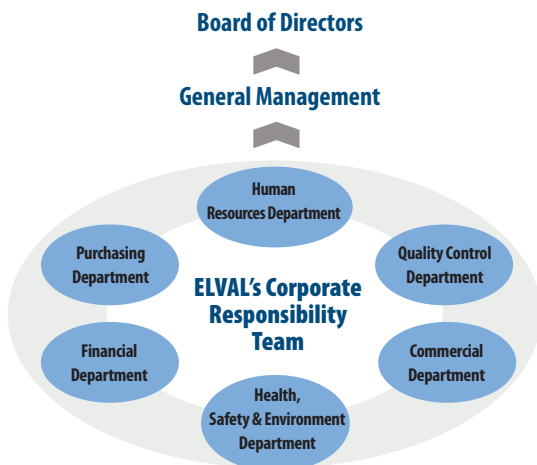 Board of Directors
General Management
Human
Resources Department
Purchasing
Department
Quality Control
Department
ELVAL's Corporate
Responsibility
Team
Financial
Department
Commercial
Department
Health,
Safety & Environment
Department